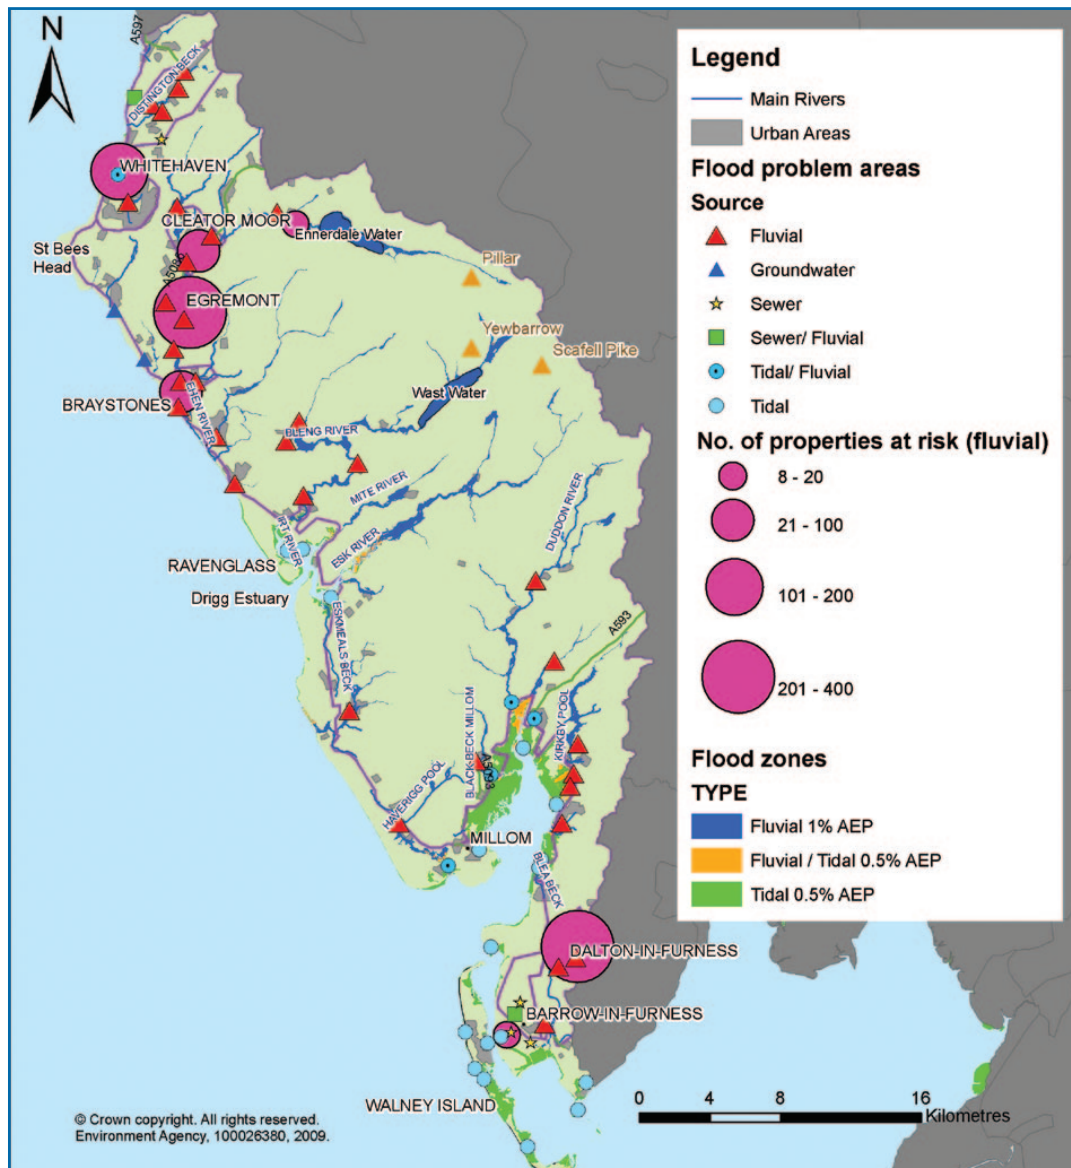 N
A597
DISTINGTON BECK
WHITEHAVEN
CLEATOR MOOR
Ennerdale Water
St Bees
Head
A5086
EGREMONT
Pillar
Yewbarrow
Scafell Pike
Wast Water
BRAYSTONES
EHEN RIVER
BLENG RIVER
MITE RIVER
IRT RIVER
ESK RIVER
DUDDON RIVER
RAVENGLASS
Drigg Estuary
ESKMEALS BECK
A593
BLACK BECK MILLOM
A5093
KIRKBY POOL
HAVERIGG POOL
MILLOM
BLEA BECK
DALTON-IN-FURNESS
BARROW-IN-FURNESS
WALNEY ISLAND
Legend
Main Rivers
Urban Areas
Flood problem areas
Source
Fluvial
Groundwater
Sewer
Sewer/ Fluvial
Tidal/ Fluvial
Tidal
No. of properties at risk (fluvial)
8 - 20
21 - 100
101 - 200
201 - 400
Flood zones
TYPE
Fluvial 1% AEP
Fluvial / Tidal 0.5% AEP
Tidal 0.5% AEP
0 4 8 16
Kilometres
© Crown copyright. All rights reserved.
Environment Agency, 100026380, 2009.